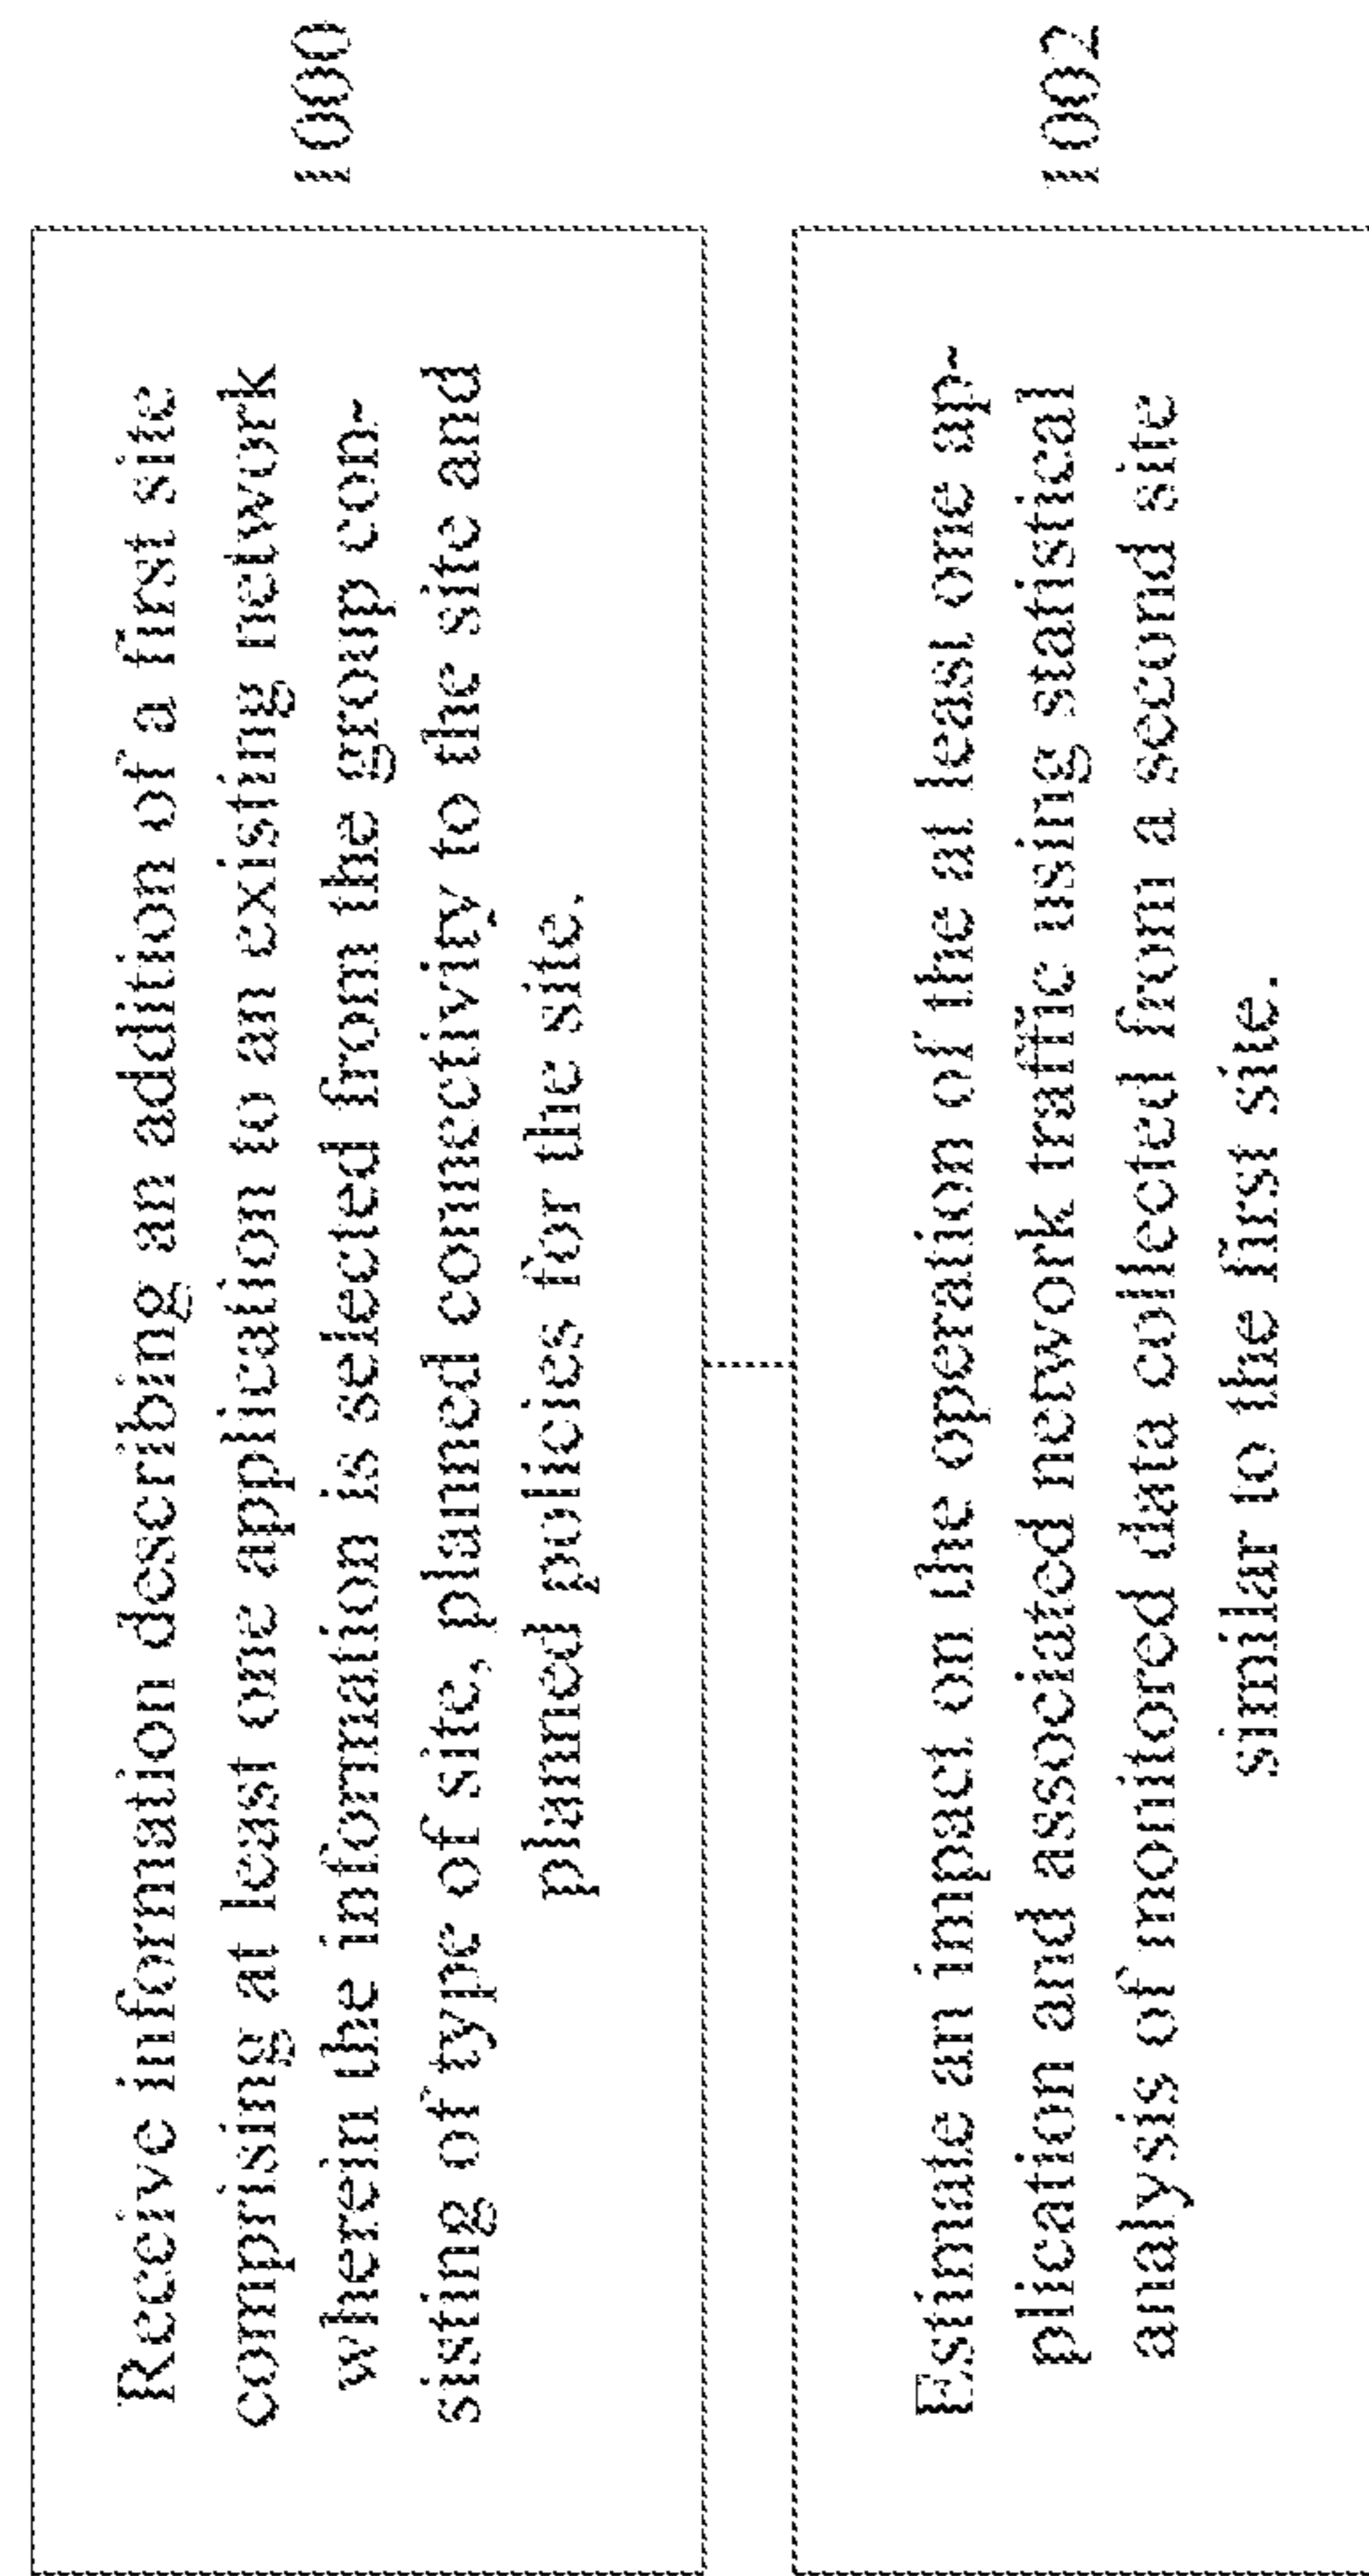 Receive information describing an addition of a first site
comprising at least one application to an existing network
wherein the information is selected from the group con-
sisting of type of site, planned connectivity to the site and
planned policies for the site.
1000
Estimate an impact on the operation of the at least one ap-
plication and associated network traffic using statistical
analysis of monitored data collected from a second site
similar to the first site.
1002